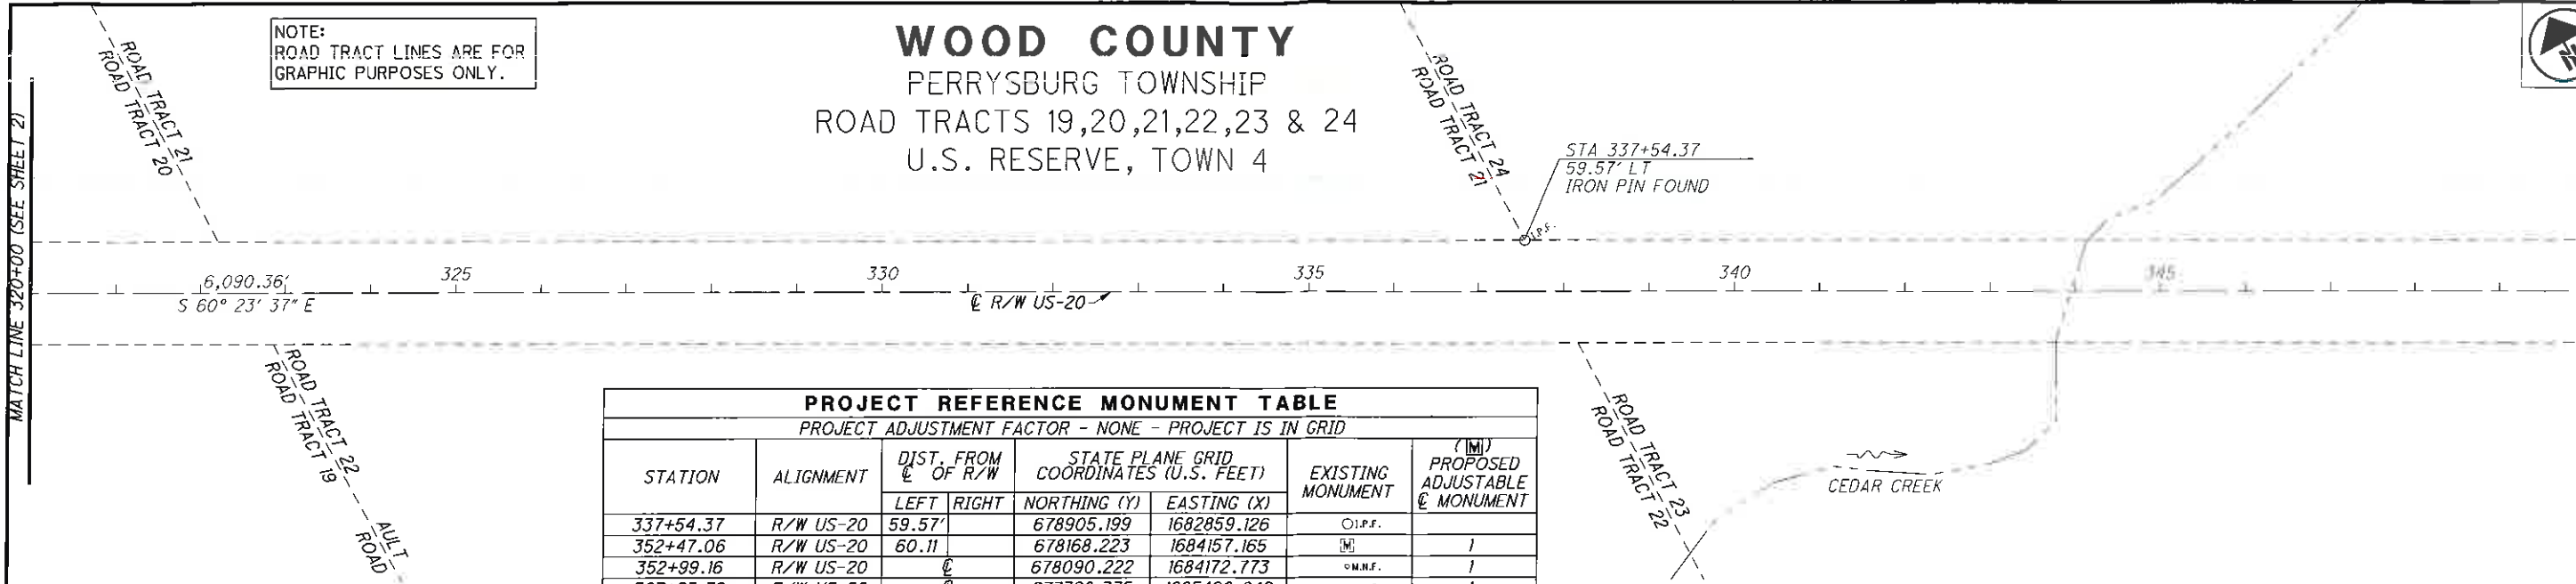 NOTE:
ROAD TRACT LINES ARE FOR
GRAPHIC PURPOSES ONLY.
WOOD COUNTY
PERRYSBURG TOWNSHIP
ROAD TRACTS 19,20,21,22,23 & 24
U.S. RESERVE, TOWN 4
ROAD TRACT 21
ROAD TRACT 20
ROAD TRACT 24
ROAD TRACT 21
STA 337+54.37
59.57' LT
IRON PIN FOUND
I.P.F.
MATCH LINE 320+00 (SEE SHEET 2)
6,090.36'
S 60° 23' 37" E
325
330
335
340
345
℄ R/W US-20
ROAD TRACT 22
ROAD TRACT 19
AULT
ROAD
ROAD TRACT 23
ROAD TRACT 22
CEDAR CREEK
PROJECT REFERENCE MONUMENT TABLE
PROJECT ADJUSTMENT FACTOR - NONE - PROJECT IS IN GRID
STATION ALIGNMENT DIST. FROM ℄ OF R/W STATE PLANE GRID COORDINATES (U.S. FEET) EXISTING MONUMENT (M) PROPOSED ADJUSTABLE ℄ MONUMENT
LEFT RIGHT NORTHING (Y) EASTING (X)
337+54.37 R/W US-20 59.57' 678905.199 1682859.126 I.P.F.
352+47.06 R/W US-20 60.11 678168.223 1684157.165 M 1
352+99.16 R/W US-20 ℄ 678090.222 1684172.773 M.N.F. 1